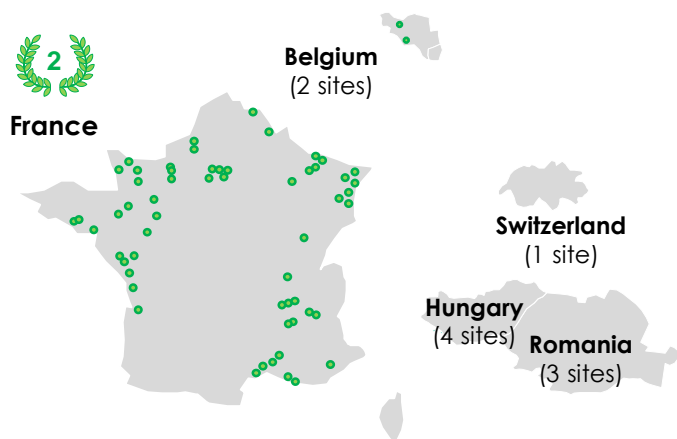 2
France
Belgium
(2 sites)
Switzerland
(1 site)
Hungary
(4 sites)
Romania
(3 sites)